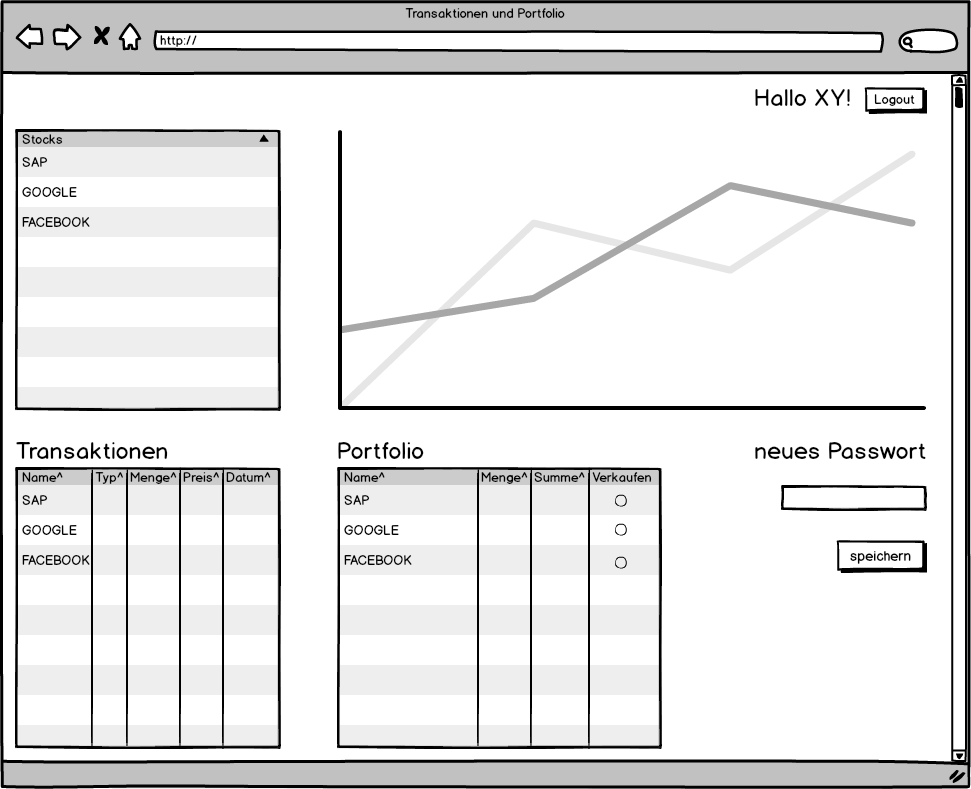 Transaktionen und Portfolio
http://
Hallo XY!
Logout
Stocks
SAP
GOOGLE
FACEBOOK
Transaktionen
Name^ Typ^ Menge^ Preis^ Datum^
SAP
GOOGLE
FACEBOOK
Portfolio
Name^ Menge^ Summe^ Verkaufen
SAP
GOOGLE
FACEBOOK
neues Passwort
speichern